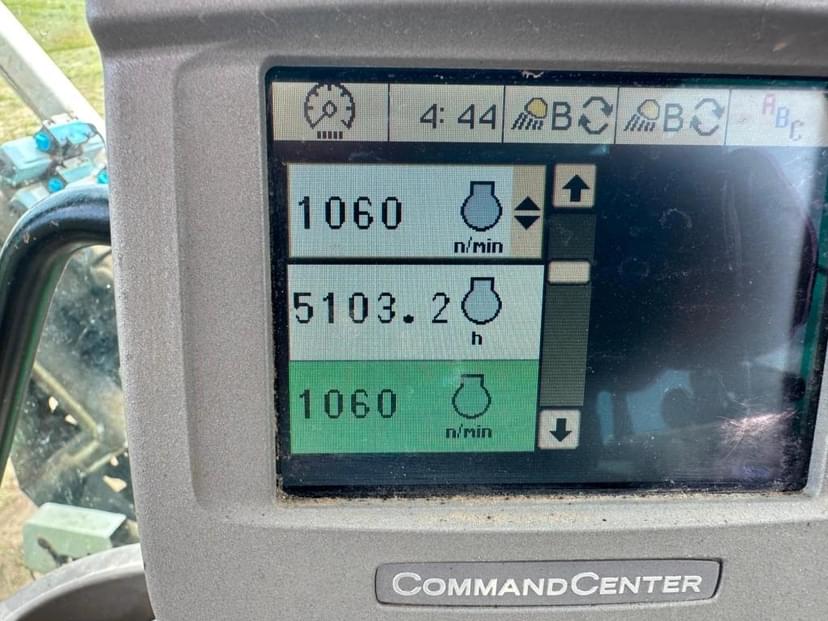 4:44 B B ABC
1060
n/min
5103.2
h
1060
n/min
COMMANDCENTER